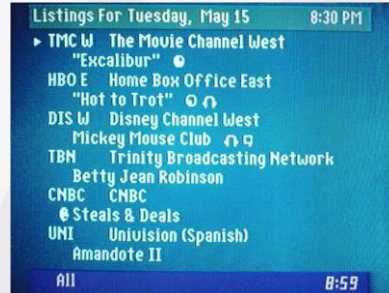 Listings For Tuesday, May 15 8:30 PM
TMC W The Movie Channel West
"Excalibur"
HBO E Home Box Office East
"Hot to Trot"
DIS W Disney Channel West
Mickey Mouse Club
TBN Trinity Broadcasting Network
Betty Jean Robinson
CNBC CNBC
Steals & Deals
UNI Univision (Spanish)
Amandote II
All 8:59